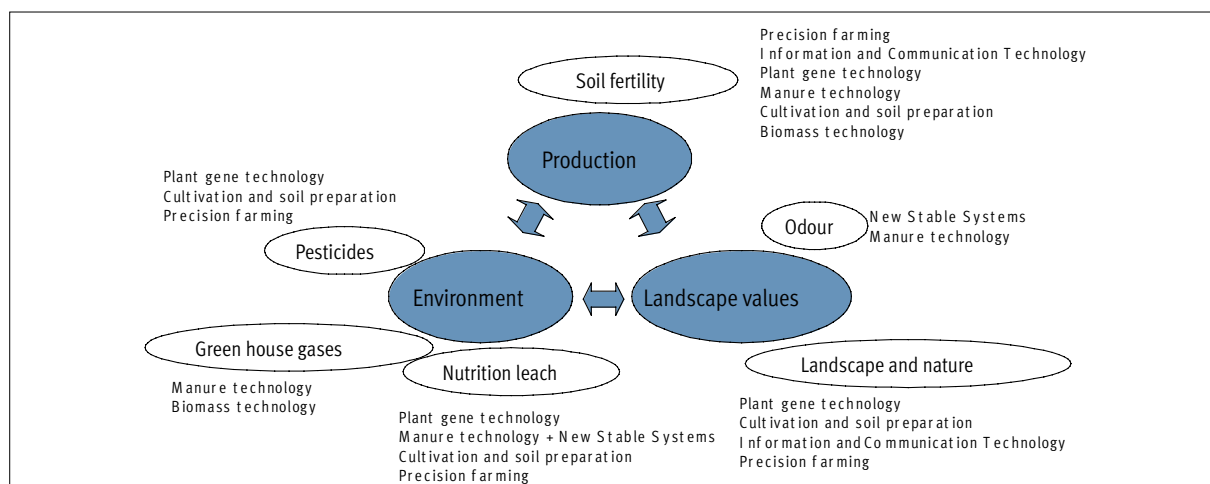 Precision farming
Information and Communication Technology
Plant gene technology
Manure technology
Cultivation and soil preparation
Biomass technology
Soil fertility
Production
Plant gene technology
Cultivation and soil preparation
Precision farming
Pesticides
Odour
New Stable Systems
Manure technology
Environment
Landscape values
Green house gases
Manure technology
Biomass technology
Nutrition leach
Plant gene technology
Manure technology + New Stable Systems
Cultivation and soil preparation
Precision farming
Landscape and nature
Plant gene technology
Cultivation and soil preparation
Information and Communication Technology
Precision farming